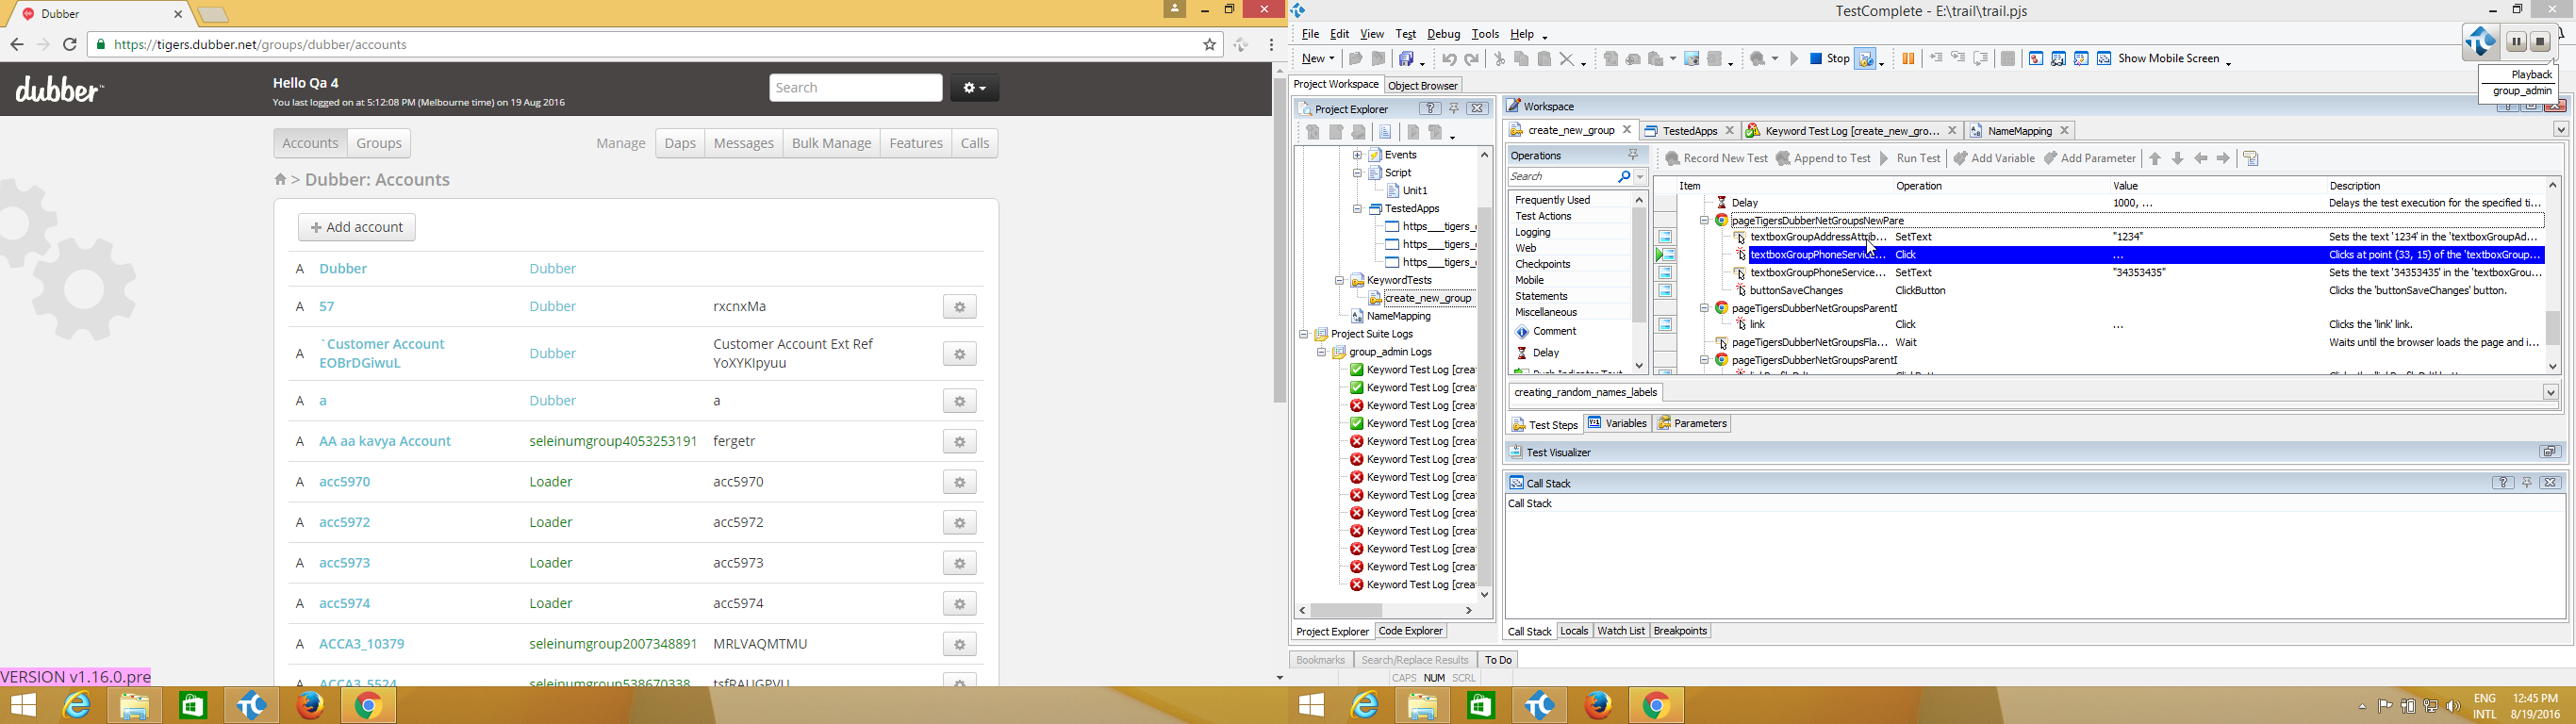 Dubber
https://tigers.dubber.net/groups/dubber/accounts
dubber
Hello Qa 4
You last logged on at 5:12:08 PM (Melbourne time) on 19 Aug 2016
Search
Accounts
Groups
Manage
Daps
Messages
Bulk Manage
Features
Calls
> Dubber: Accounts
+ Add account
A Dubber Dubber
A 57 Dubber rxcnxMa
A `Customer Account Dubber Customer Account Ext Ref
EOBrDGiwuL YoXYKIpyuu
A a Dubber a
A AA aa kavya Account seleinumgroup4053253191 fergetr
A acc5970 Loader acc5970
A acc5972 Loader acc5972
A acc5973 Loader acc5973
A acc5974 Loader acc5974
A ACCA3_10379 seleinumgroup2007348891 MRLVAQMTMU
A ACCA3_5524 seleinumgroup538670338 tsfRAUGPVU
VERSION v1.16.0.pre
TestComplete - E:\trail\trail.pjs
File Edit View Test Debug Tools Help
New
Stop
Show Mobile Screen
Playback
group_admin
Project Workspace
Object Browser
Project Explorer
Events
Script
Unit1
TestedApps
https___tigers_
https___tigers_
https___tigers_
KeywordTests
create_new_group
NameMapping
Project Suite Logs
group_admin Logs
Keyword Test Log [crea
Keyword Test Log [crea
Keyword Test Log [crea
Keyword Test Log [crea
Keyword Test Log [crea
Keyword Test Log [crea
Keyword Test Log [crea
Keyword Test Log [crea
Keyword Test Log [crea
Keyword Test Log [crea
Keyword Test Log [crea
Keyword Test Log [crea
Keyword Test Log [crea
Project Explorer
Code Explorer
Workspace
create_new_group
TestedApps
Keyword Test Log [create_new_gro...
NameMapping
Operations
Search
Frequently Used
Test Actions
Logging
Web
Checkpoints
Mobile
Statements
Miscellaneous
Comment
Delay
Record New Test
Append to Test
Run Test
Add Variable
Add Parameter
Item Operation Value Description
Delay 1000, ... Delays the test execution for the specified ti...
pageTigersDubberNetGroupsNewPare
textboxGroupAddressAttrib... SetText "1234" Sets the text '1234' in the 'textboxGroupAd...
textboxGroupPhoneService... Click ... Clicks at point (33, 15) of the 'textboxGroup...
textboxGroupPhoneService... SetText "34353435" Sets the text '34353435' in the 'textboxGrou...
buttonSaveChanges ClickButton Clicks the 'buttonSaveChanges' button.
pageTigersDubberNetGroupsParentI
link Click ... Clicks the 'link' link.
pageTigersDubberNetGroupsFla... Wait Waits until the browser loads the page and i...
pageTigersDubberNetGroupsParentI
creating_random_names_labels
Test Steps
Variables
Parameters
Test Visualizer
Call Stack
Call Stack
Call Stack
Locals
Watch List
Breakpoints
Bookmarks
Search/Replace Results
To Do
CAPS NUM SCRL
ENG
INTL
12:45 PM
8/19/2016